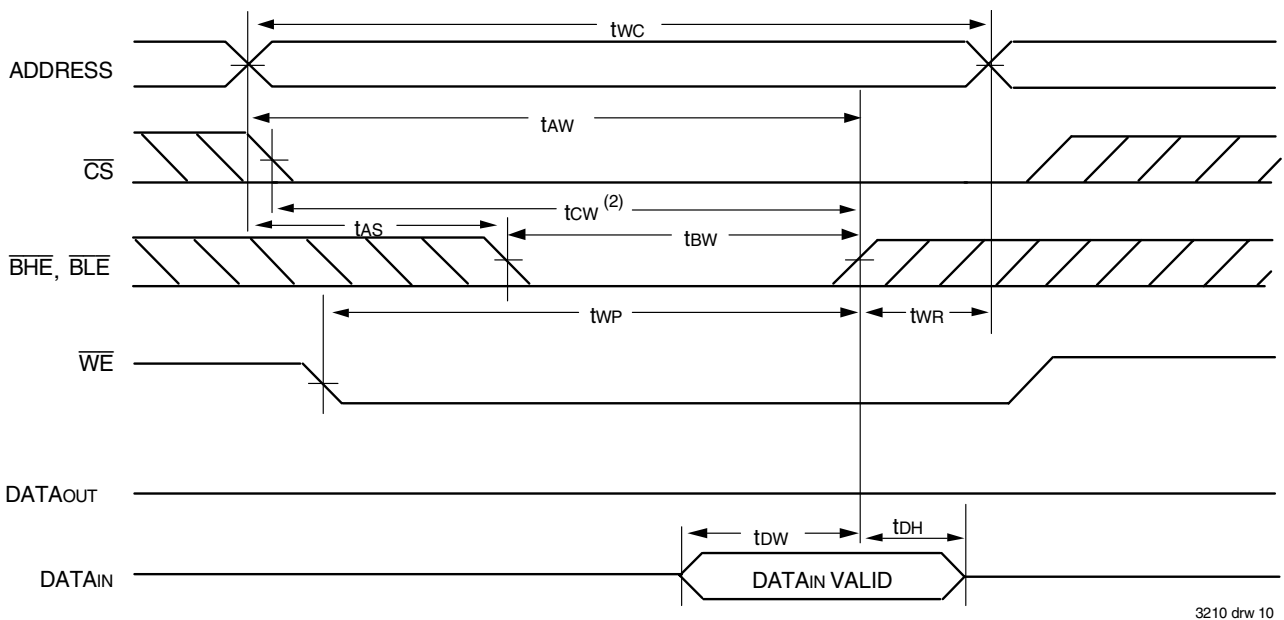 tWC
ADDRESS
tAW
CS
tCW (2)
tAS
tBW
BHE, BLE
tWP
tWR
WE
DATAOUT
tDW
tDH
DATAIN
DATAIN VALID
3210 drw 10